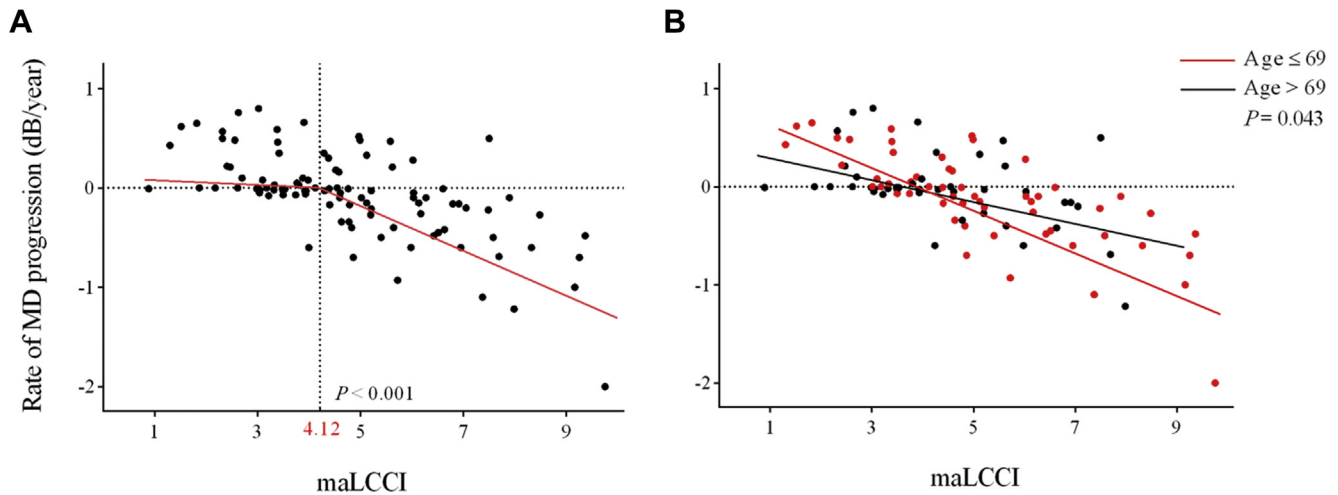 A
Rate of MD progression (dB/year)
1
0
-1
-2
P < 0.001
1
3
4.12
5
7
9
maLCCI
B
Age ≤ 69
Age > 69
P = 0.043
1
0
-1
-2
1
3
5
7
9
maLCCI